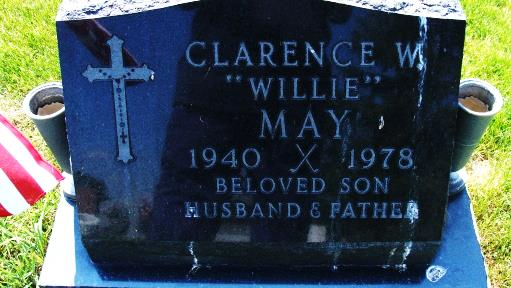 CLARENCE W
"WILLIE"
MAY
1940 1978
BELOVED SON
HUSBAND & FATHER